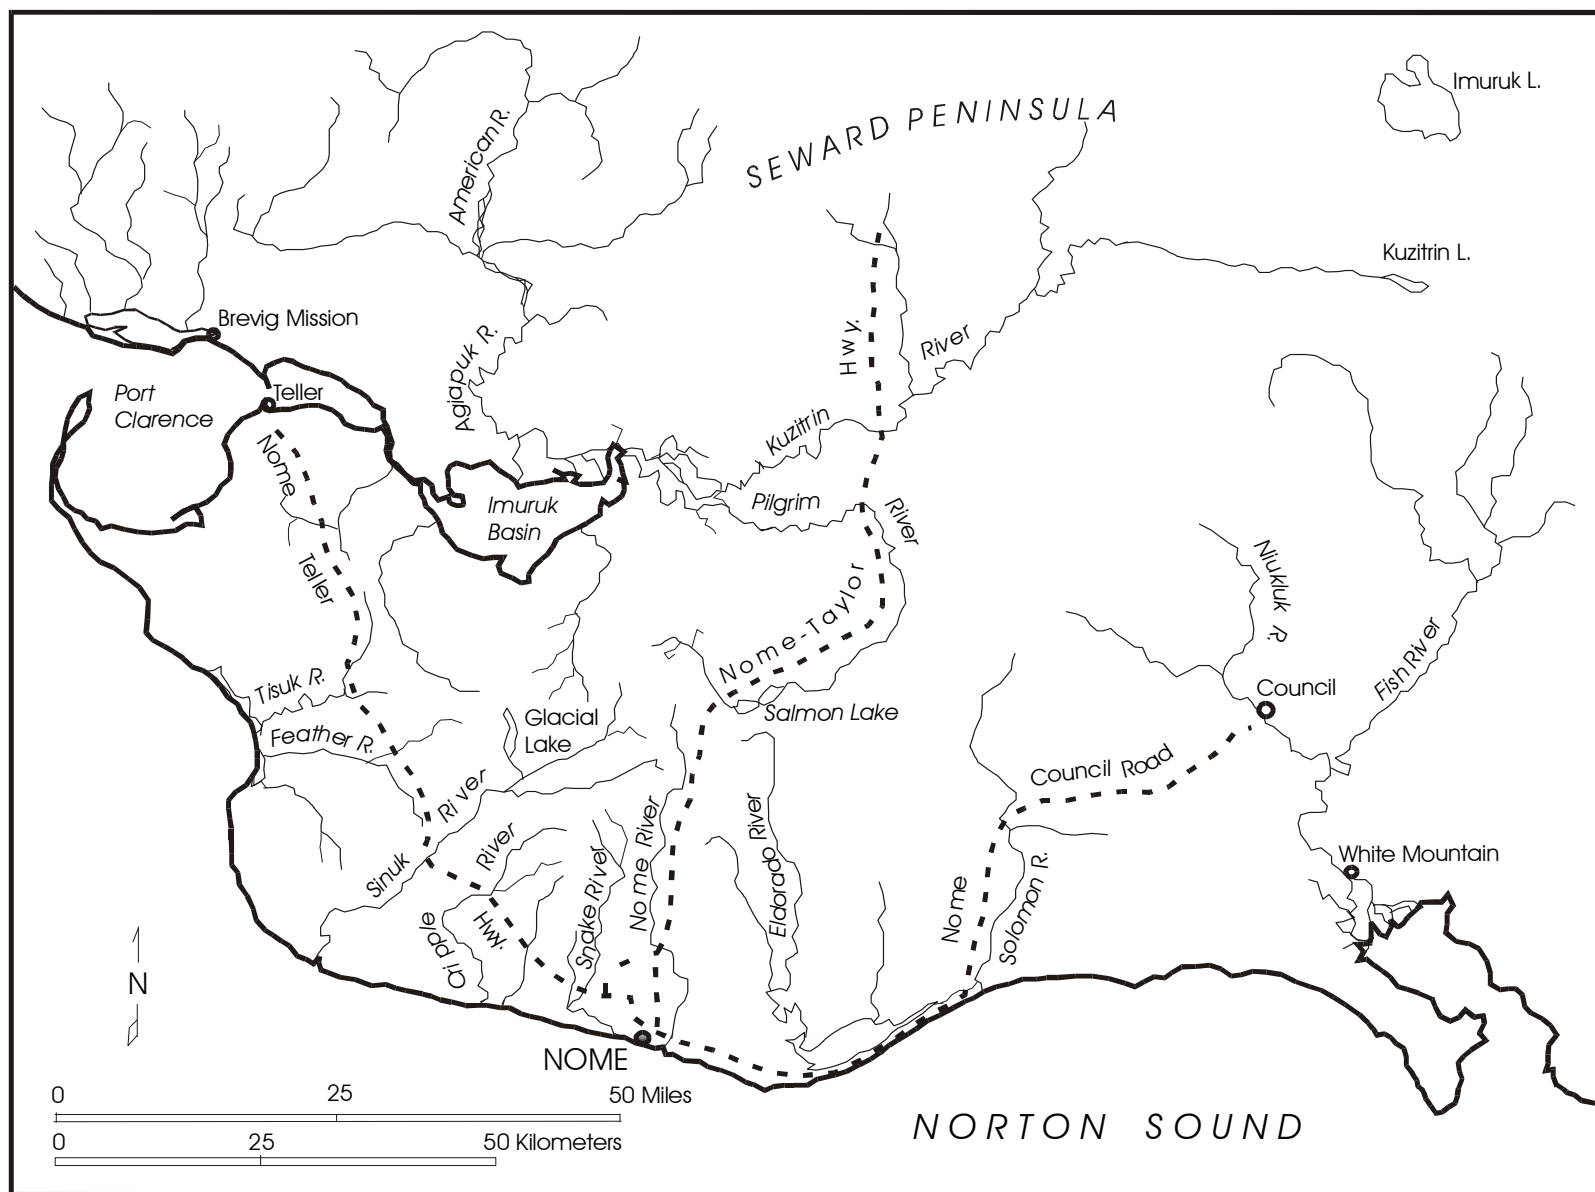 Imuruk L.
SEWARD PENINSULA
American R.
Kuzitrin L.
Brevig Mission
Hwy.
River
Agiapuk R.
Port
Clarence
Teller
Kuzitrin
Nome
Imuruk
Basin
Pilgrim
River
Teller
Niukluk R.
Nome-Taylor
Fish River
Tisuk R.
Council
Salmon Lake
Glacial
Lake
Feather R.
Council Road
River
Sinuk
River
Snake River
Nome River
Eldorado River
White Mountain
Nome
Solomon R.
Cripple
Hwy.
N
NOME
0 25 50 Miles
NORTON SOUND
0 25 50 Kilometers